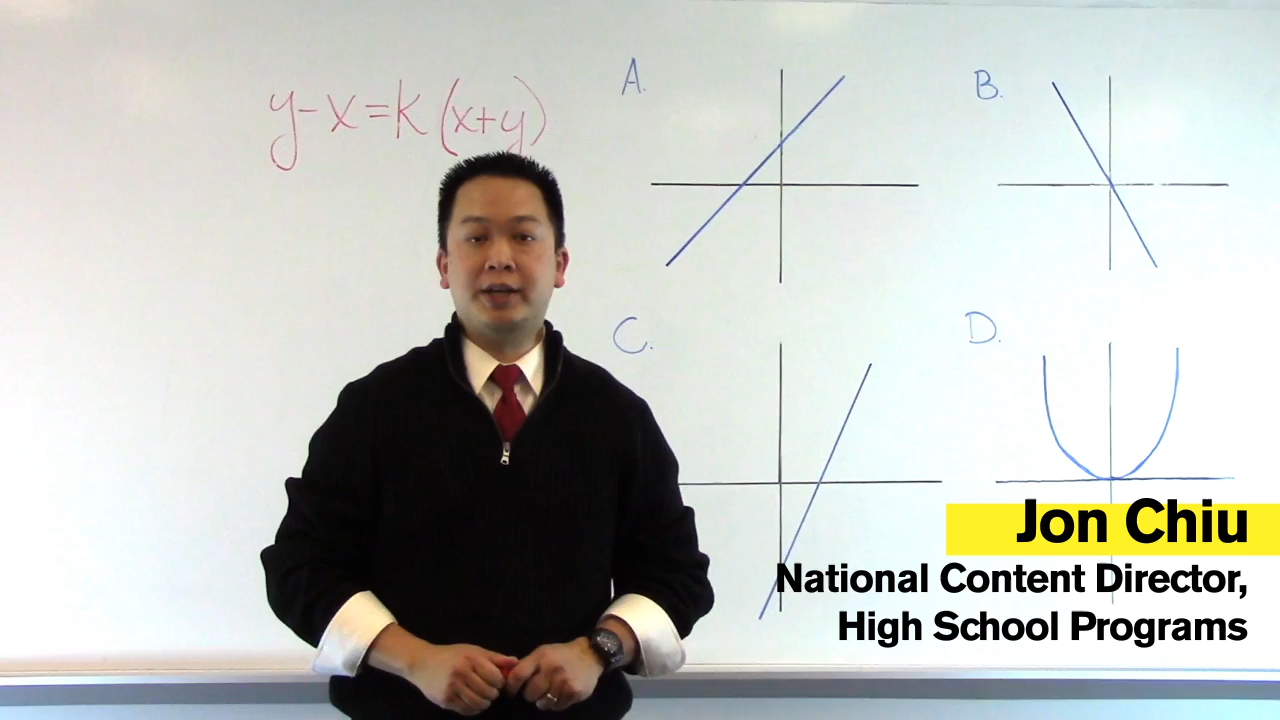 y-x=k(x+y)
A.
B.
C.
D.
Jon Chiu
National Content Director,
High School Programs